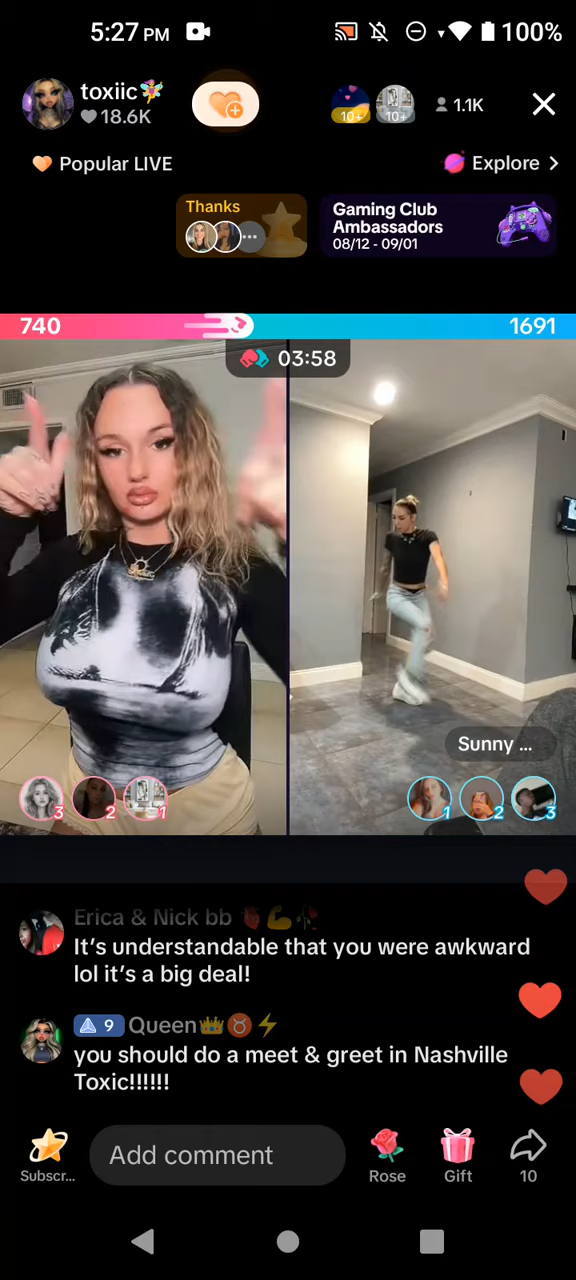 5:27 PM
100%
toxiic
18.6K
10+
10+
1.1K
Popular LIVE
Explore >
Thanks
Gaming Club
Ambassadors
08/12 - 09/01
740
1691
03:58
Sunny ...
3
2
1
1
2
3
Erica & Nick bb
It's understandable that you were awkward
lol it's a big deal!
9 Queen
you should do a meet & greet in Nashville
Toxic!!!!!!
Add comment
Subscr...
Rose
Gift
10